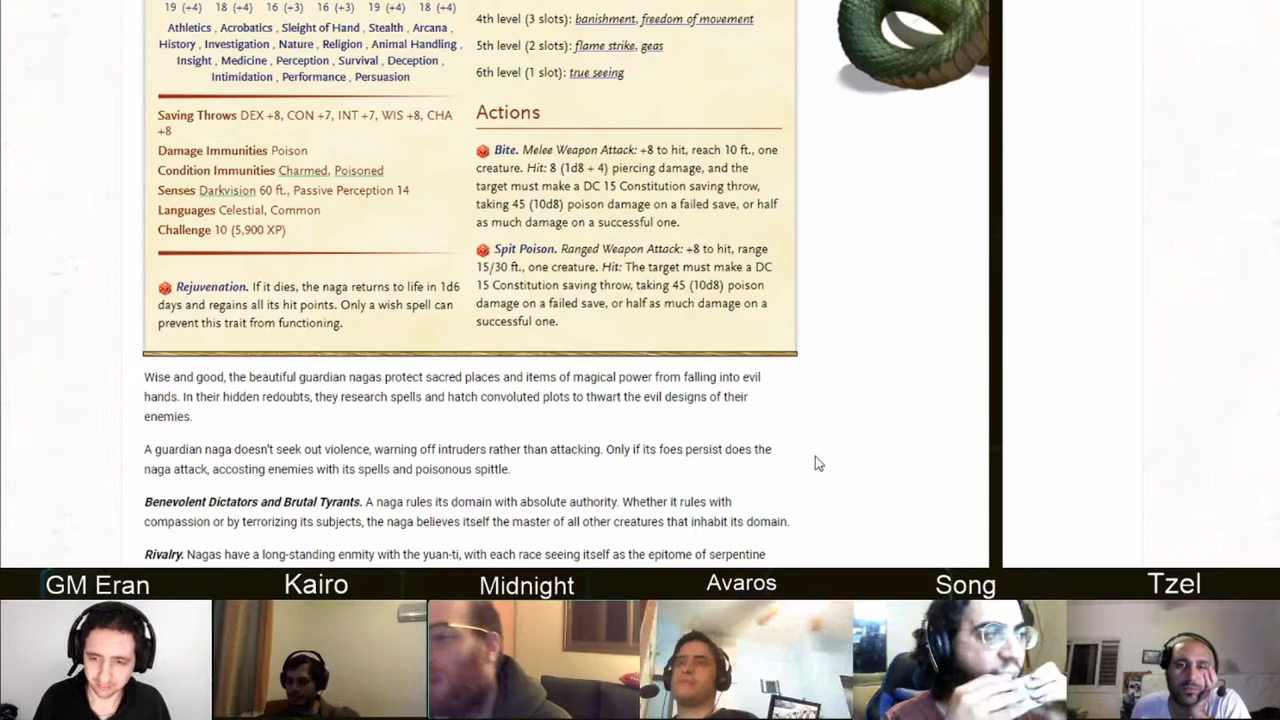 19 (+4) 18 (+4) 16 (+3) 16 (+3) 19 (+4) 18 (+4)
Athletics , Acrobatics , Sleight of Hand , Stealth , Arcana ,
History , Investigation , Nature , Religion , Animal Handling ,
Insight , Medicine , Perception , Survival , Deception ,
Intimidation , Performance , Persuasion
Saving Throws DEX +8, CON +7, INT +7, WIS +8, CHA
+8
Damage Immunities Poison
Condition Immunities Charmed, Poisoned
Senses Darkvision 60 ft., Passive Perception 14
Languages Celestial, Common
Challenge 10 (5,900 XP)
Rejuvenation. If it dies, the naga returns to life in 1d6
days and regains all its hit points. Only a wish spell can
prevent this trait from functioning.
4th level (3 slots): banishment, freedom of movement
5th level (2 slots): flame strike, geas
6th level (1 slot): true seeing
Actions
Bite. Melee Weapon Attack: +8 to hit, reach 10 ft., one
creature. Hit: 8 (1d8 + 4) piercing damage, and the
target must make a DC 15 Constitution saving throw,
taking 45 (10d8) poison damage on a failed save, or half
as much damage on a successful one.
Spit Poison. Ranged Weapon Attack: +8 to hit, range
15/30 ft., one creature. Hit: The target must make a DC
15 Constitution saving throw, taking 45 (10d8) poison
damage on a failed save, or half as much damage on a
successful one.
Wise and good, the beautiful guardian nagas protect sacred places and items of magical power from falling into evil
hands. In their hidden redoubts, they research spells and hatch convoluted plots to thwart the evil designs of their
enemies.
A guardian naga doesn't seek out violence, warning off intruders rather than attacking. Only if its foes persist does the
naga attack, accosting enemies with its spells and poisonous spittle.
Benevolent Dictators and Brutal Tyrants. A naga rules its domain with absolute authority. Whether it rules with
compassion or by terrorizing its subjects, the naga believes itself the master of all other creatures that inhabit its domain.
Rivalry. Nagas have a long-standing enmity with the yuan-ti, with each race seeing itself as the epitome of serpentine
GM Eran
Kairo
Midnight
Avaros
Song
Tzel